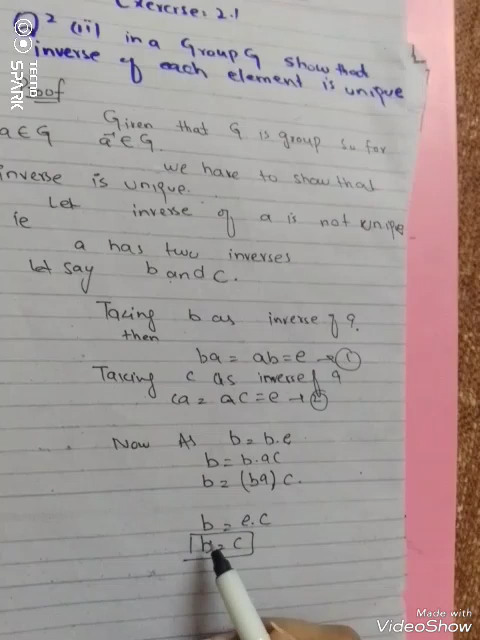 Exercise: 2.1
Q2 (ii) in a Group G show that
inverse of each element is unique
Proof
Given that G is group so for
a ∈ G a⁻¹ ∈ G.
we have to show that
inverse is unique.
Let inverse of a is not unique
ie
a has two inverses
let say b and c.
Taking b as inverse of a.
then
ba = ab = e → ①
Taking c as inverse of a
ca = ac = e → ②
Now As b = b.e
b = b.ac
b = (ba) c.
b = e.c
b = c
SPARK
TECNO
Made with
VideoShow